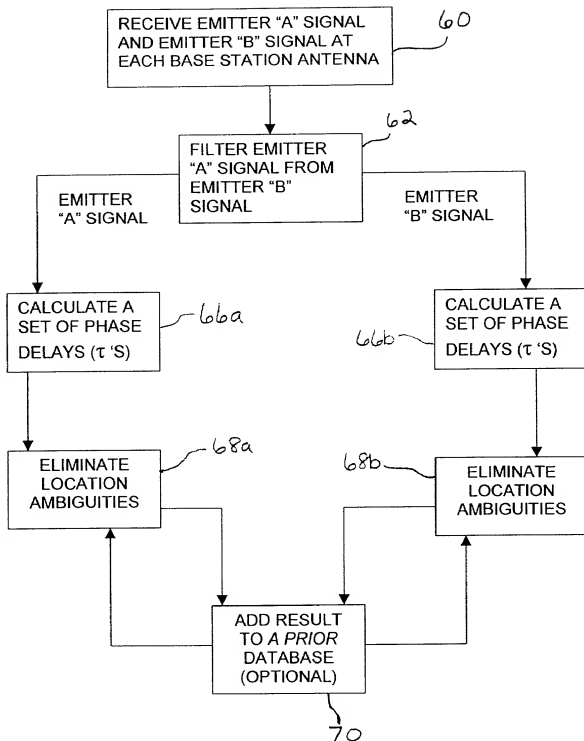 RECEIVE EMITTER "A" SIGNAL
AND EMITTER "B" SIGNAL AT
EACH BASE STATION ANTENNA
60
62
FILTER EMITTER
"A" SIGNAL FROM
EMITTER "B"
SIGNAL
EMITTER
"A" SIGNAL
EMITTER
"B" SIGNAL
CALCULATE A
SET OF PHASE
DELAYS (τ 'S)
66a
66b
CALCULATE A
SET OF PHASE
DELAYS (τ 'S)
ELIMINATE
LOCATION
AMBIGUITIES
68a
68b
ELIMINATE
LOCATION
AMBIGUITIES
ADD RESULT
TO A PRIOR
DATABASE
(OPTIONAL)
70